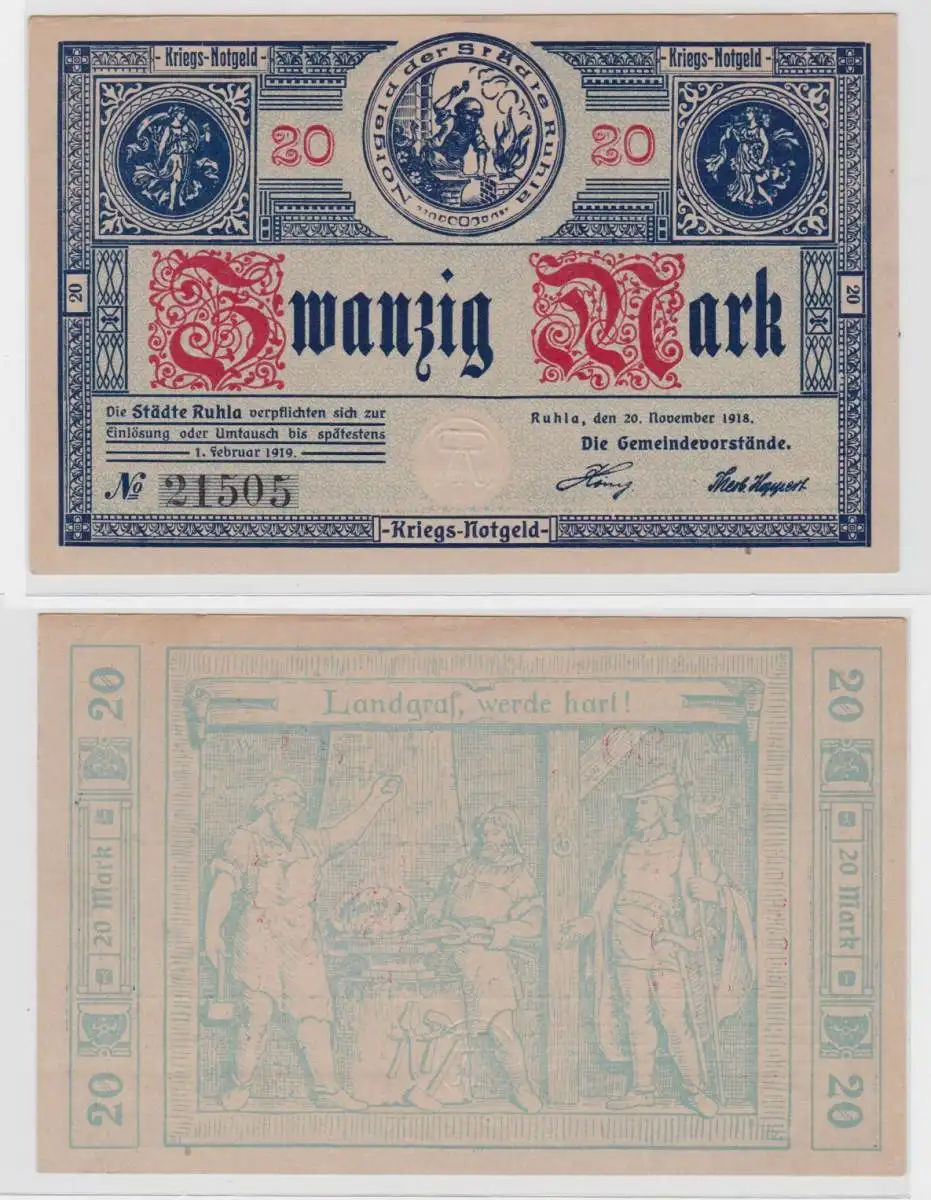 - Kriegs-Notgeld -
- Kriegs-Notgeld -
Notgeld der Städte Ruhla
20
20
20
20
Zwanzig Mark
Die Städte Ruhla verpflichten sich zur
Einlösung oder Umtausch bis spätestens
1. Februar 1919.
Ruhla, den 20. November 1918.
Die Gemeindevorstände.
No 21505
König
-Kriegs-Notgeld-
Landgraf, werde hart!
20
20
20 Mark
20 Mark
20
20